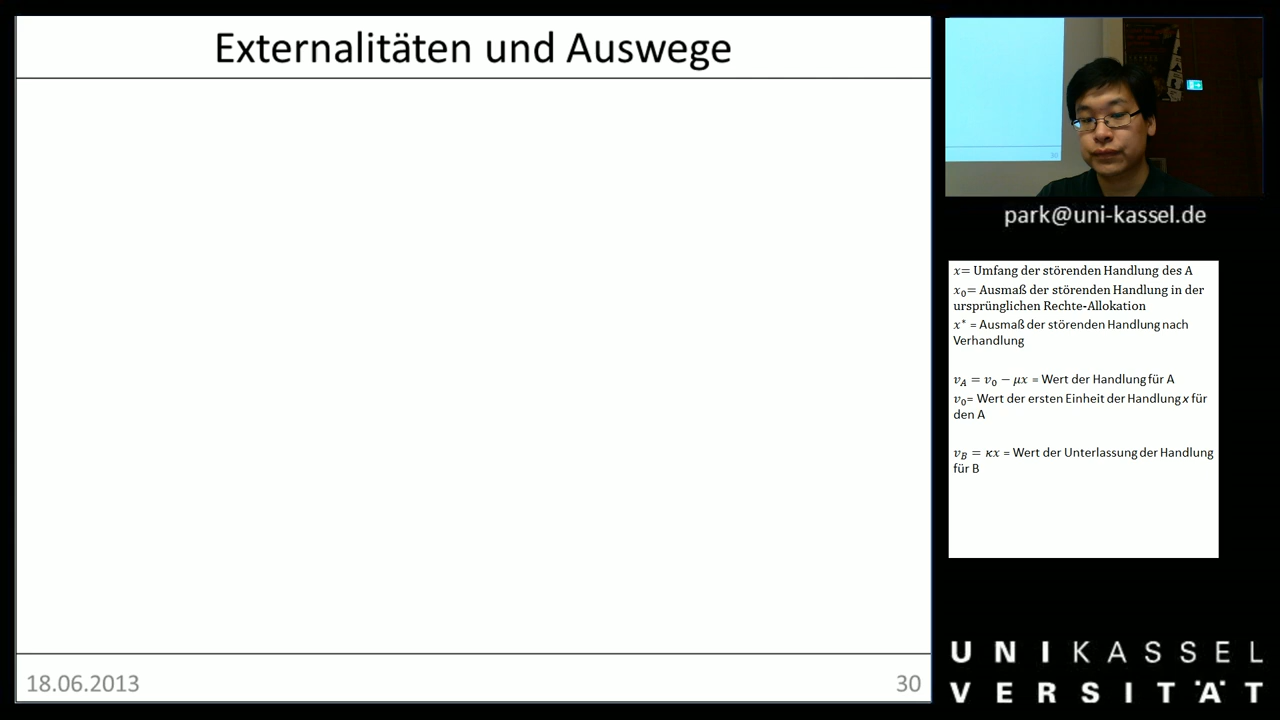 Externalitäten und Auswege
18.06.2013
30
park@uni-kassel.de
x= Umfang der störenden Handlung des A
x₀= Ausmaß der störenden Handlung in der
ursprünglichen Rechte-Allokation
x* = Ausmaß der störenden Handlung nach
Verhandlung
v_A = v₀ − μx = Wert der Handlung für A
v₀= Wert der ersten Einheit der Handlung x für
den A
v_B = κx = Wert der Unterlassung der Handlung
für B
UNIKASSEL
VERSITÄT